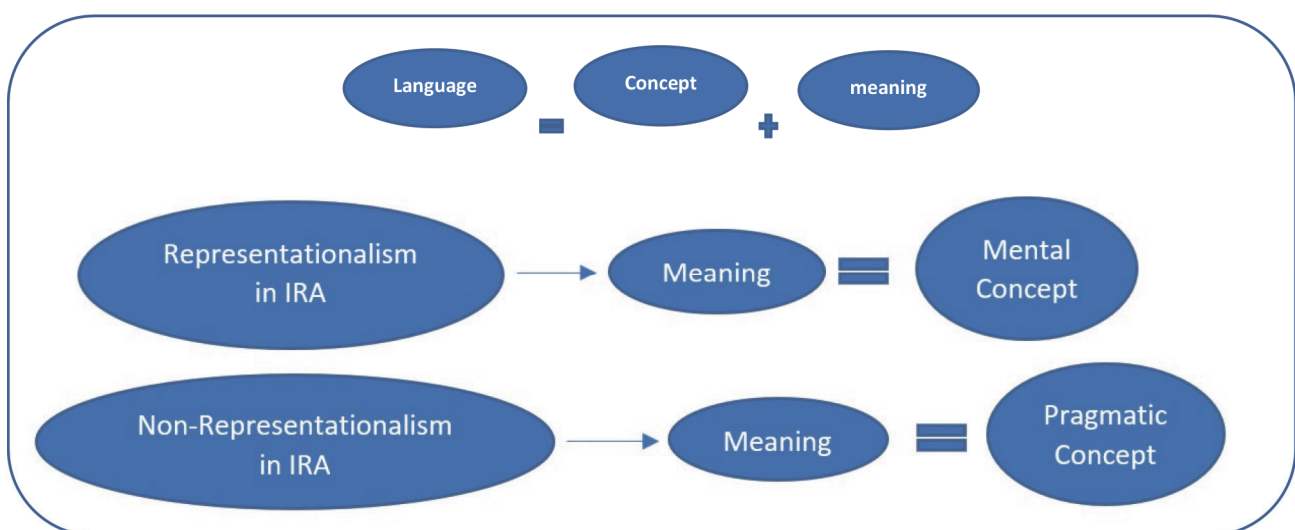 Language = Concept + meaning
Representationalism
in IRA
Meaning =
Mental
Concept
Non-Representationalism
in IRA
Meaning =
Pragmatic
Concept